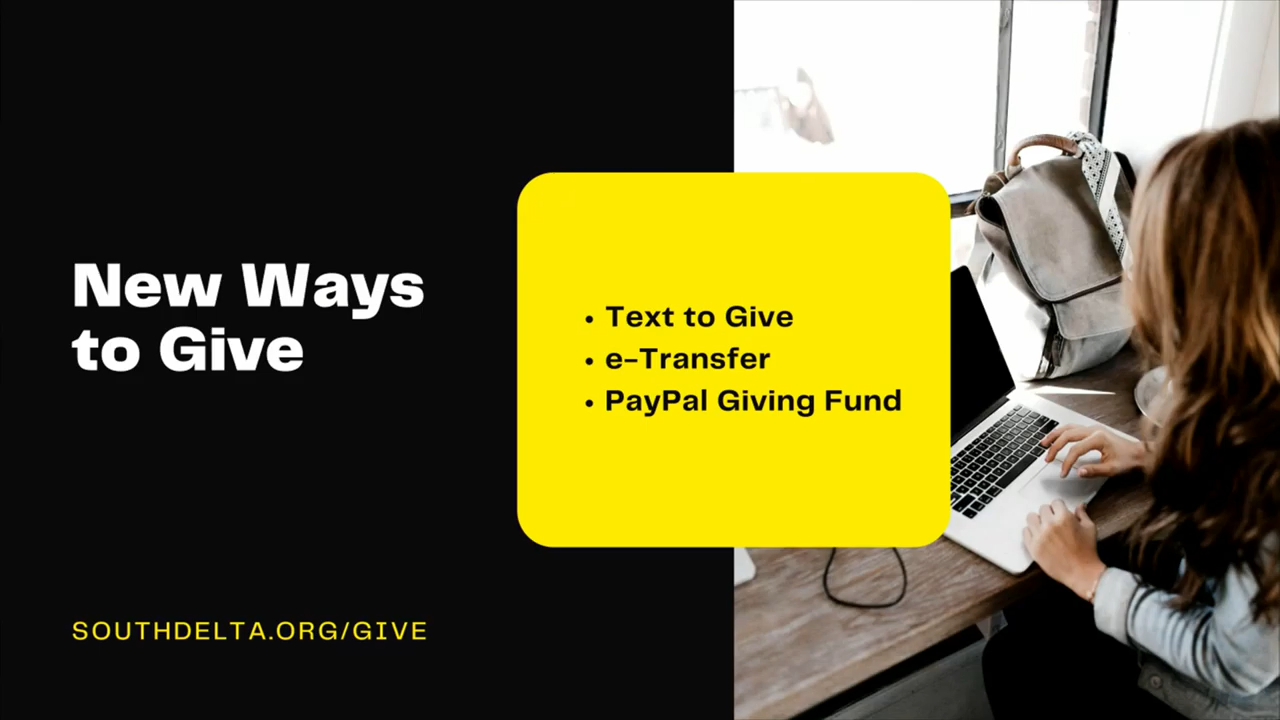 New Ways
to Give
• Text to Give
• e-Transfer
• PayPal Giving Fund
SOUTHDELTA.ORG/GIVE